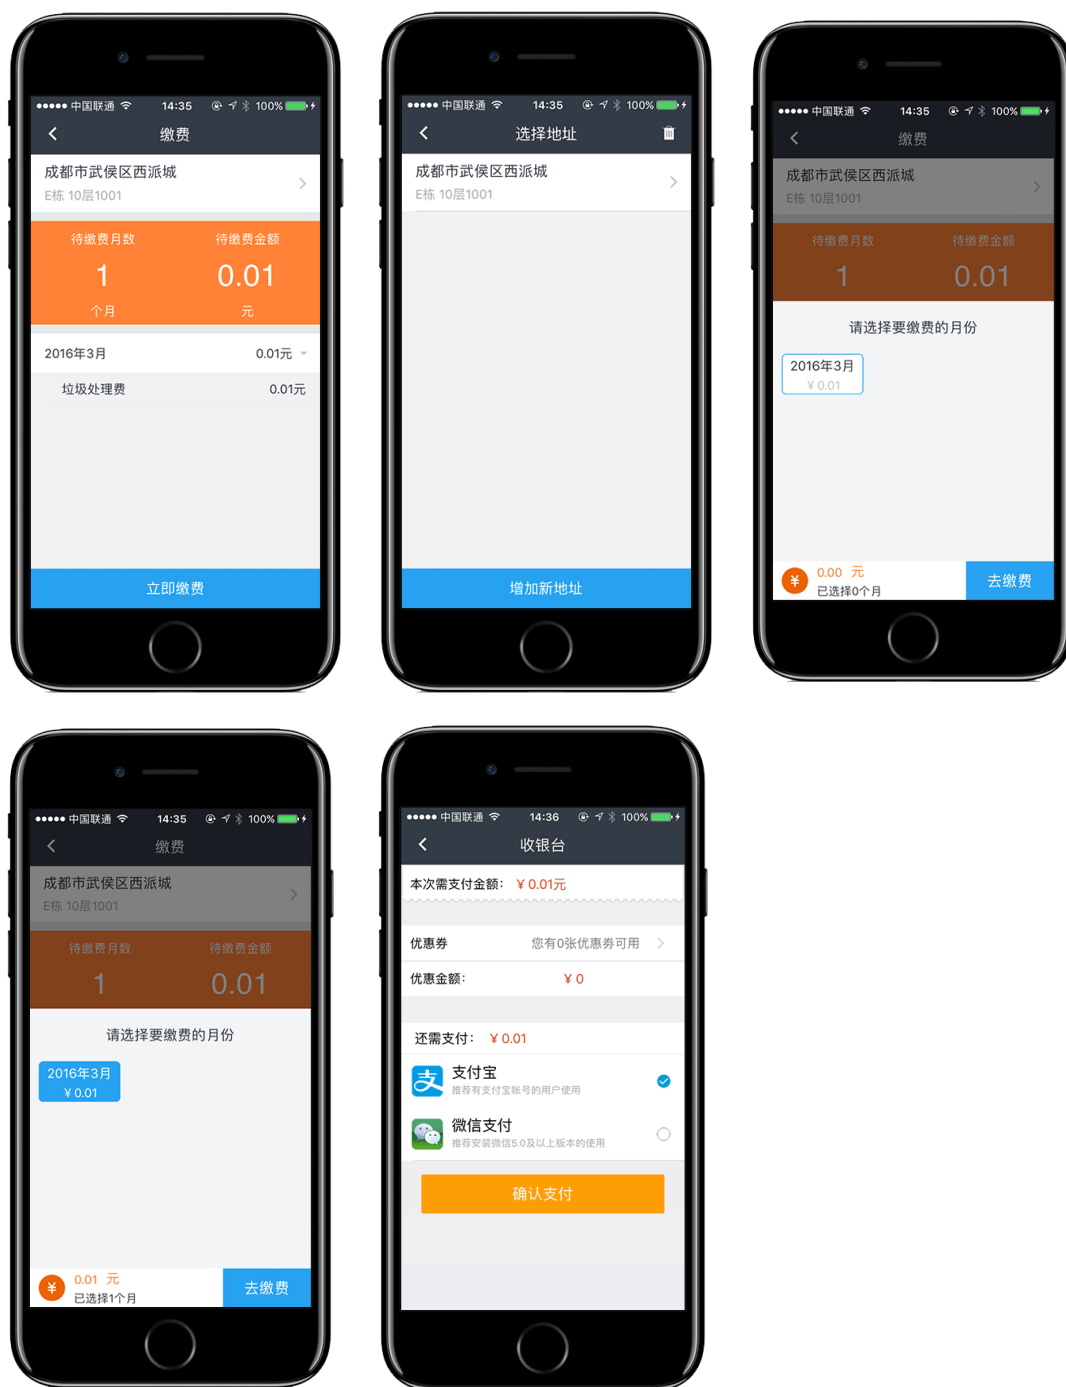 中国联通 14:35 100%
缴费
成都市武侯区西派城
E栋 10层1001
待缴费月数 待缴费金额
1 0.01
个月 元
2016年3月 0.01元
垃圾处理费 0.01元
立即缴费
中国联通 14:35 100%
选择地址
成都市武侯区西派城
E栋 10层1001
增加新地址
中国联通 14:35 100%
缴费
成都市武侯区西派城
E栋 10层1001
待缴费月数 待缴费金额
1 0.01
请选择要缴费的月份
2016年3月
¥ 0.01
¥ 0.00 元
已选择0个月
去缴费
中国联通 14:35 100%
缴费
成都市武侯区西派城
E栋 10层1001
待缴费月数 待缴费金额
1 0.01
请选择要缴费的月份
2016年3月
¥ 0.01
¥ 0.01 元
已选择1个月
去缴费
中国联通 14:36 100%
收银台
本次需支付金额: ¥ 0.01元
优惠券 您有0张优惠券可用
优惠金额: ¥ 0
还需支付: ¥ 0.01
支 支付宝
推荐有支付宝帐号的用户使用
微信支付
推荐安装微信5.0及以上版本的使用
确认支付